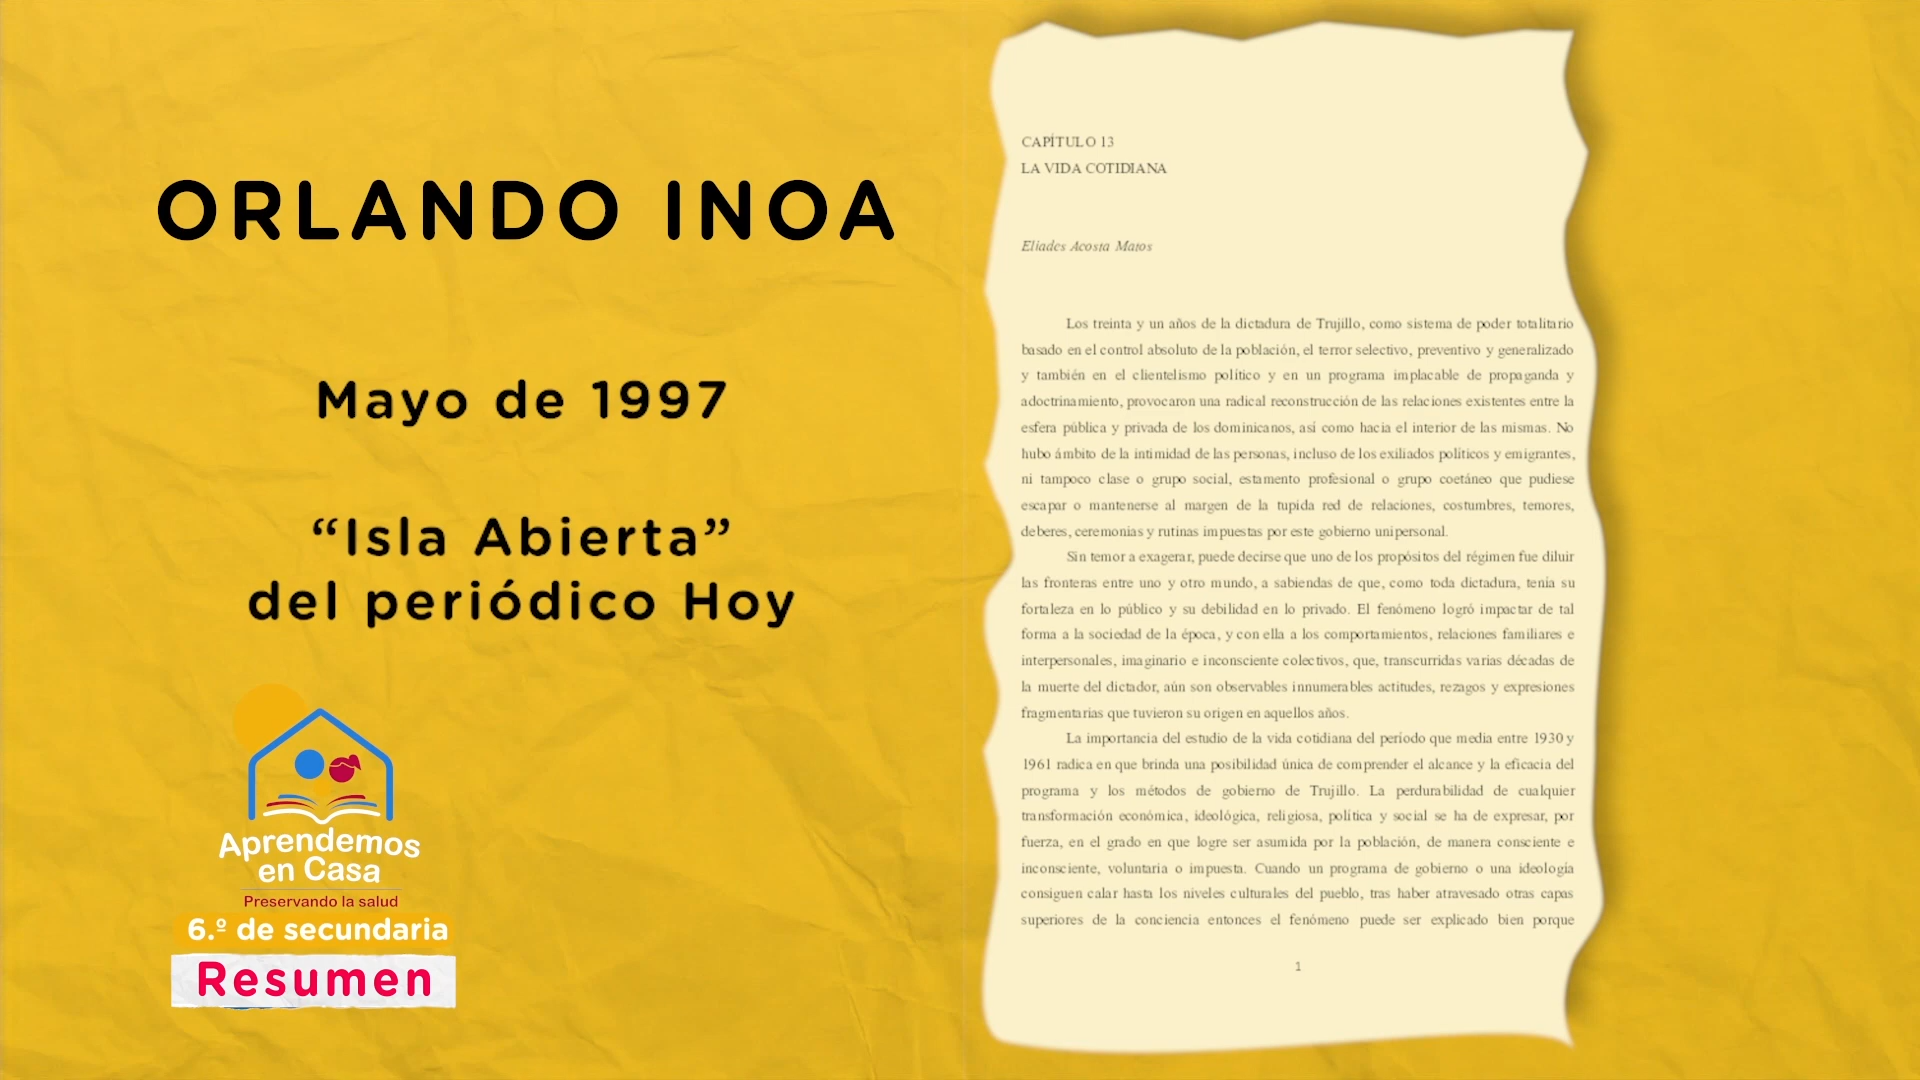 ORLANDO INOA
Mayo de 1997
“Isla Abierta”
del periódico Hoy
Aprendemos
en Casa
Preservando la salud
6.º de secundaria
Resumen
CAPÍTULO 13
LA VIDA COTIDIANA
Eliades Acosta Matos
Los treinta y un años de la dictadura de Trujillo, como sistema de poder totalitario
basado en el control absoluto de la población, el terror selectivo, preventivo y generalizado
y también en el clientelismo político y en un programa implacable de propaganda y
adoctrinamiento, provocaron una radical reconstrucción de las relaciones existentes entre la
esfera pública y privada de los dominicanos, así como hacia el interior de las mismas. No
hubo ámbito de la intimidad de las personas, incluso de los exiliados políticos y emigrantes,
ni tampoco clase o grupo social, estamento profesional o grupo coetáneo que pudiese
escapar o mantenerse al margen de la tupida red de relaciones, costumbres, temores,
deberes, ceremonias y rutinas impuestas por este gobierno unipersonal.
Sin temor a exagerar, puede decirse que uno de los propósitos del régimen fue diluir
las fronteras entre uno y otro mundo, a sabiendas de que, como toda dictadura, tenía su
fortaleza en lo público y su debilidad en lo privado. El fenómeno logró impactar de tal
forma a la sociedad de la época, y con ella a los comportamientos, relaciones familiares e
interpersonales, imaginario e inconsciente colectivos, que, transcurridas varias décadas de
la muerte del dictador, aún son observables innumerables actitudes, rezagos y expresiones
fragmentarias que tuvieron su origen en aquellos años.
La importancia del estudio de la vida cotidiana del período que media entre 1930 y
1961 radica en que brinda una posibilidad única de comprender el alcance y la eficacia del
programa y los métodos de gobierno de Trujillo. La perdurabilidad de cualquier
transformación económica, ideológica, religiosa, política y social se ha de expresar, por
fuerza, en el grado en que logre ser asumida por la población, de manera consciente e
inconsciente, voluntaria o impuesta. Cuando un programa de gobierno o una ideología
consiguen calar hasta los niveles culturales del pueblo, tras haber atravesado otras capas
superiores de la conciencia entonces el fenómeno puede ser explicado bien porque
1